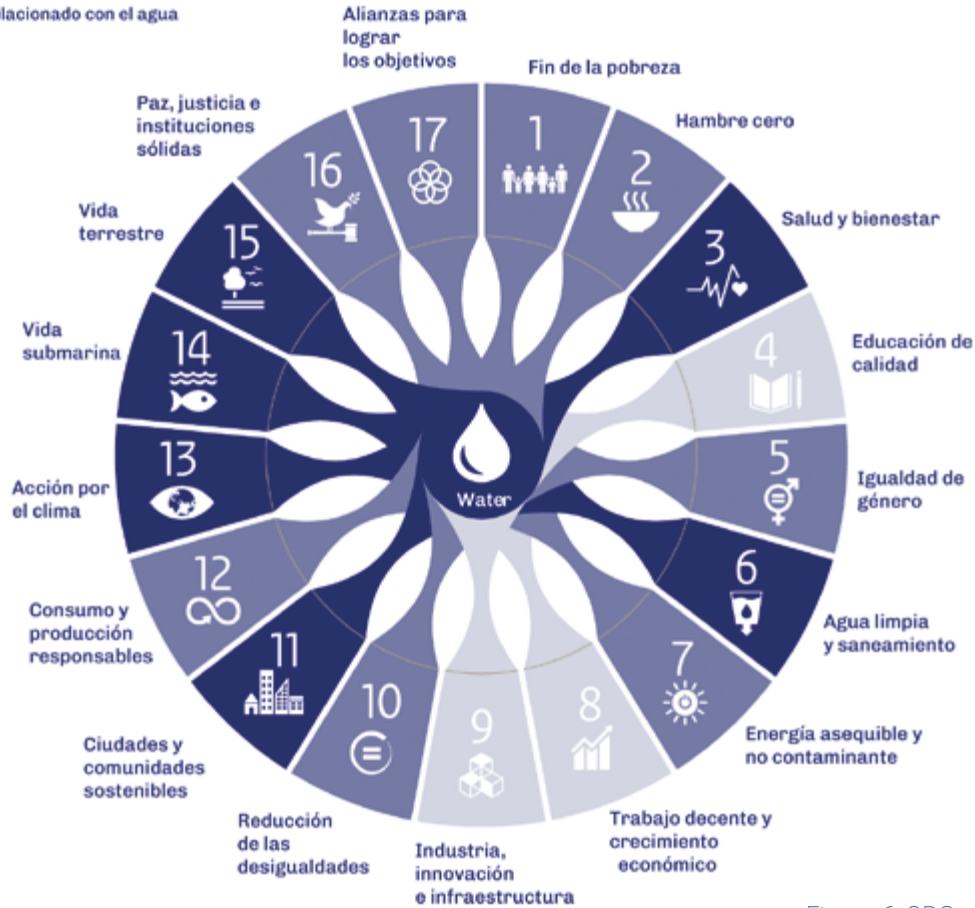 con el agua
Alianzas para
lograr
los objetivos
Fin de la pobreza
Hambre cero
Salud y bienestar
Educación de
calidad
Igualdad de
género
Agua limpia
y saneamiento
Energía asequible y
no contaminante
Trabajo decente y
crecimiento
económico
Industria,
innovación
e infraestructura
Reducción
de las
desigualdades
Ciudades y
comunidades
sostenibles
Consumo y
producción
responsables
Acción por
el clima
Vida
submarina
Vida
terrestre
Paz, justicia e
instituciones
sólidas
1
2
3
4
5
6
7
8
9
10
11
12
13
14
15
16
17
Water